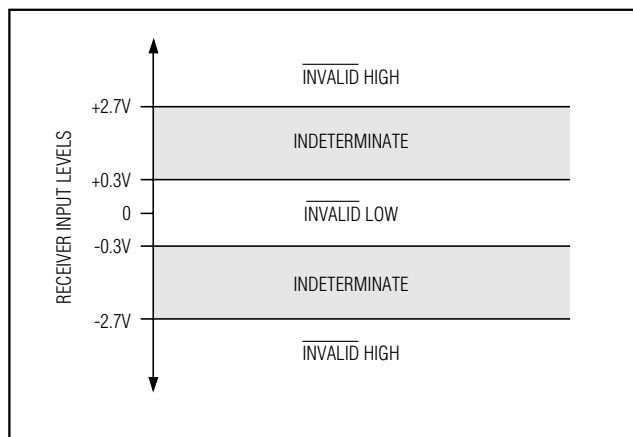 INVALID HIGH
+2.7V
INDETERMINATE
+0.3V
0
INVALID LOW
-0.3V
INDETERMINATE
-2.7V
INVALID HIGH
RECEIVER INPUT LEVELS